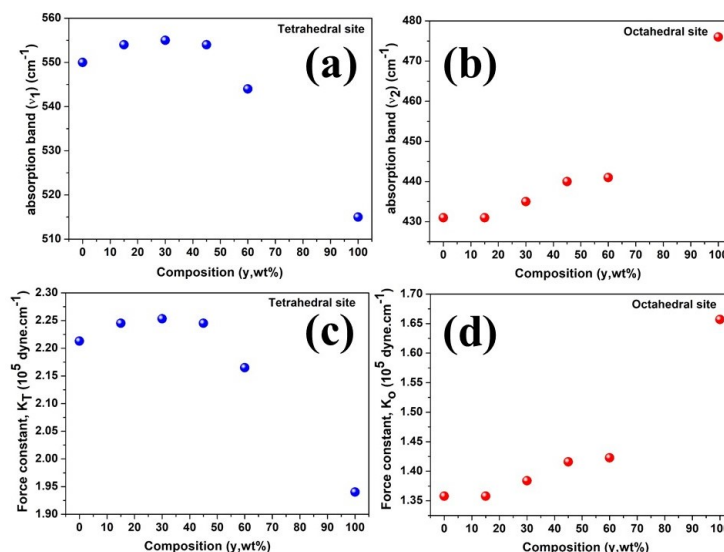 absorption band (ν₁) (cm⁻¹)
560
550
540
530
520
510
Tetrahedral site
(a)
0 10 20 30 40 50 60 70 80 90 100
Composition (y,wt%)
absorption band (ν₂) (cm⁻¹)
480
470
460
450
440
430
Octahedral site
(b)
0 10 20 30 40 50 60 70 80 90 100
Composition (y,wt%)
Force constant, K_T (10⁵ dyne.cm⁻¹)
2.30
2.25
2.20
2.15
2.10
2.05
2.00
1.95
1.90
Tetrahedral site
(c)
0 10 20 30 40 50 60 70 80 90 100
Composition (y,wt%)
Force constant, K_O (10⁵ dyne.cm⁻¹)
1.70
1.65
1.60
1.55
1.50
1.45
1.40
1.35
Octahedral site
(d)
0 10 20 30 40 50 60 70 80 90 100
Composition (y,wt%)